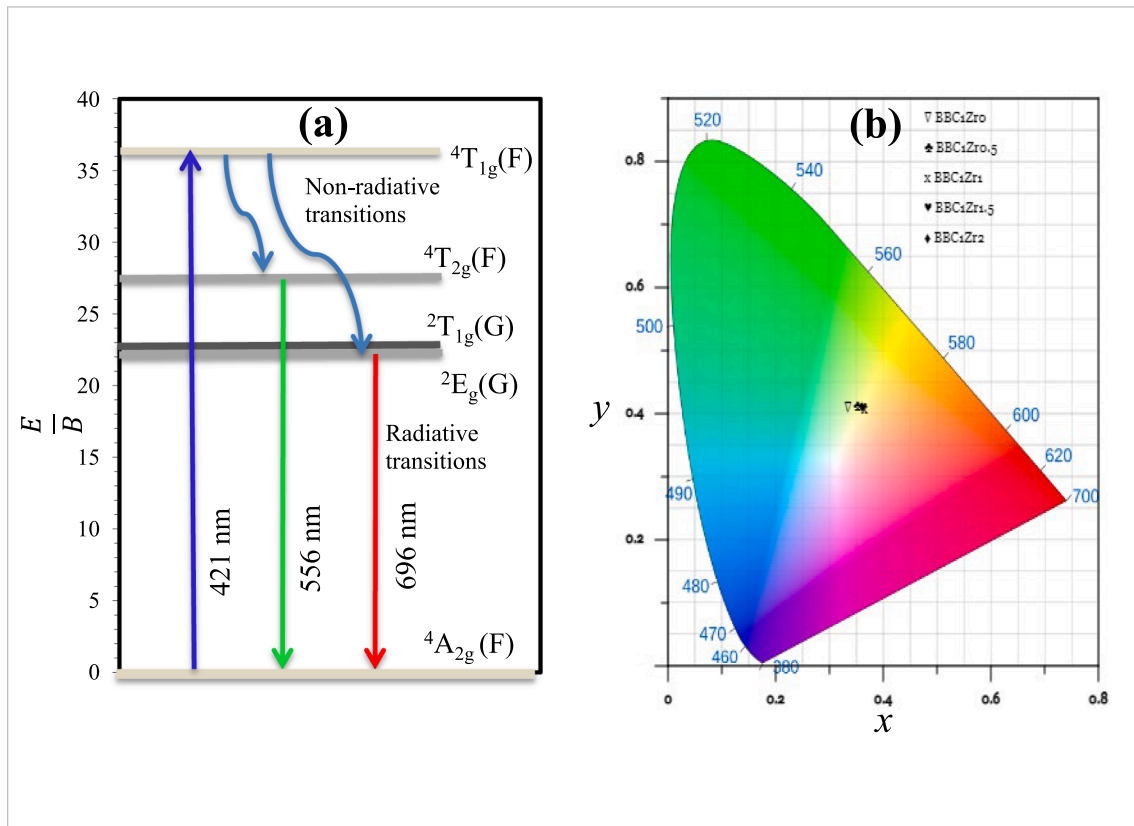 (a)
40
35
30
25
20
15
10
5
0
E
B
⁴T₁g(F)
Non-radiative
transitions
⁴T₂g(F)
²T₁g(G)
²Eg(G)
Radiative
transitions
421 nm
556 nm
696 nm
⁴A₂g (F)
(b)
▽ BBC1Zr0
♣ BBC1Zr0.5
x BBC1Zr1
♥ BBC1Zr1.5
♦ BBC1Zr2
520
540
560
580
600
620
700
500
490
480
470
460
380
0.8
0.6
0.4
0.2
y
0
0.2
0.4
0.6
0.8
x